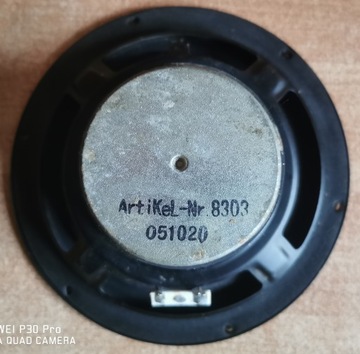 ArtiKeL-Nr.8303
051020
WEI P30 Pro
A QUAD CAMERA